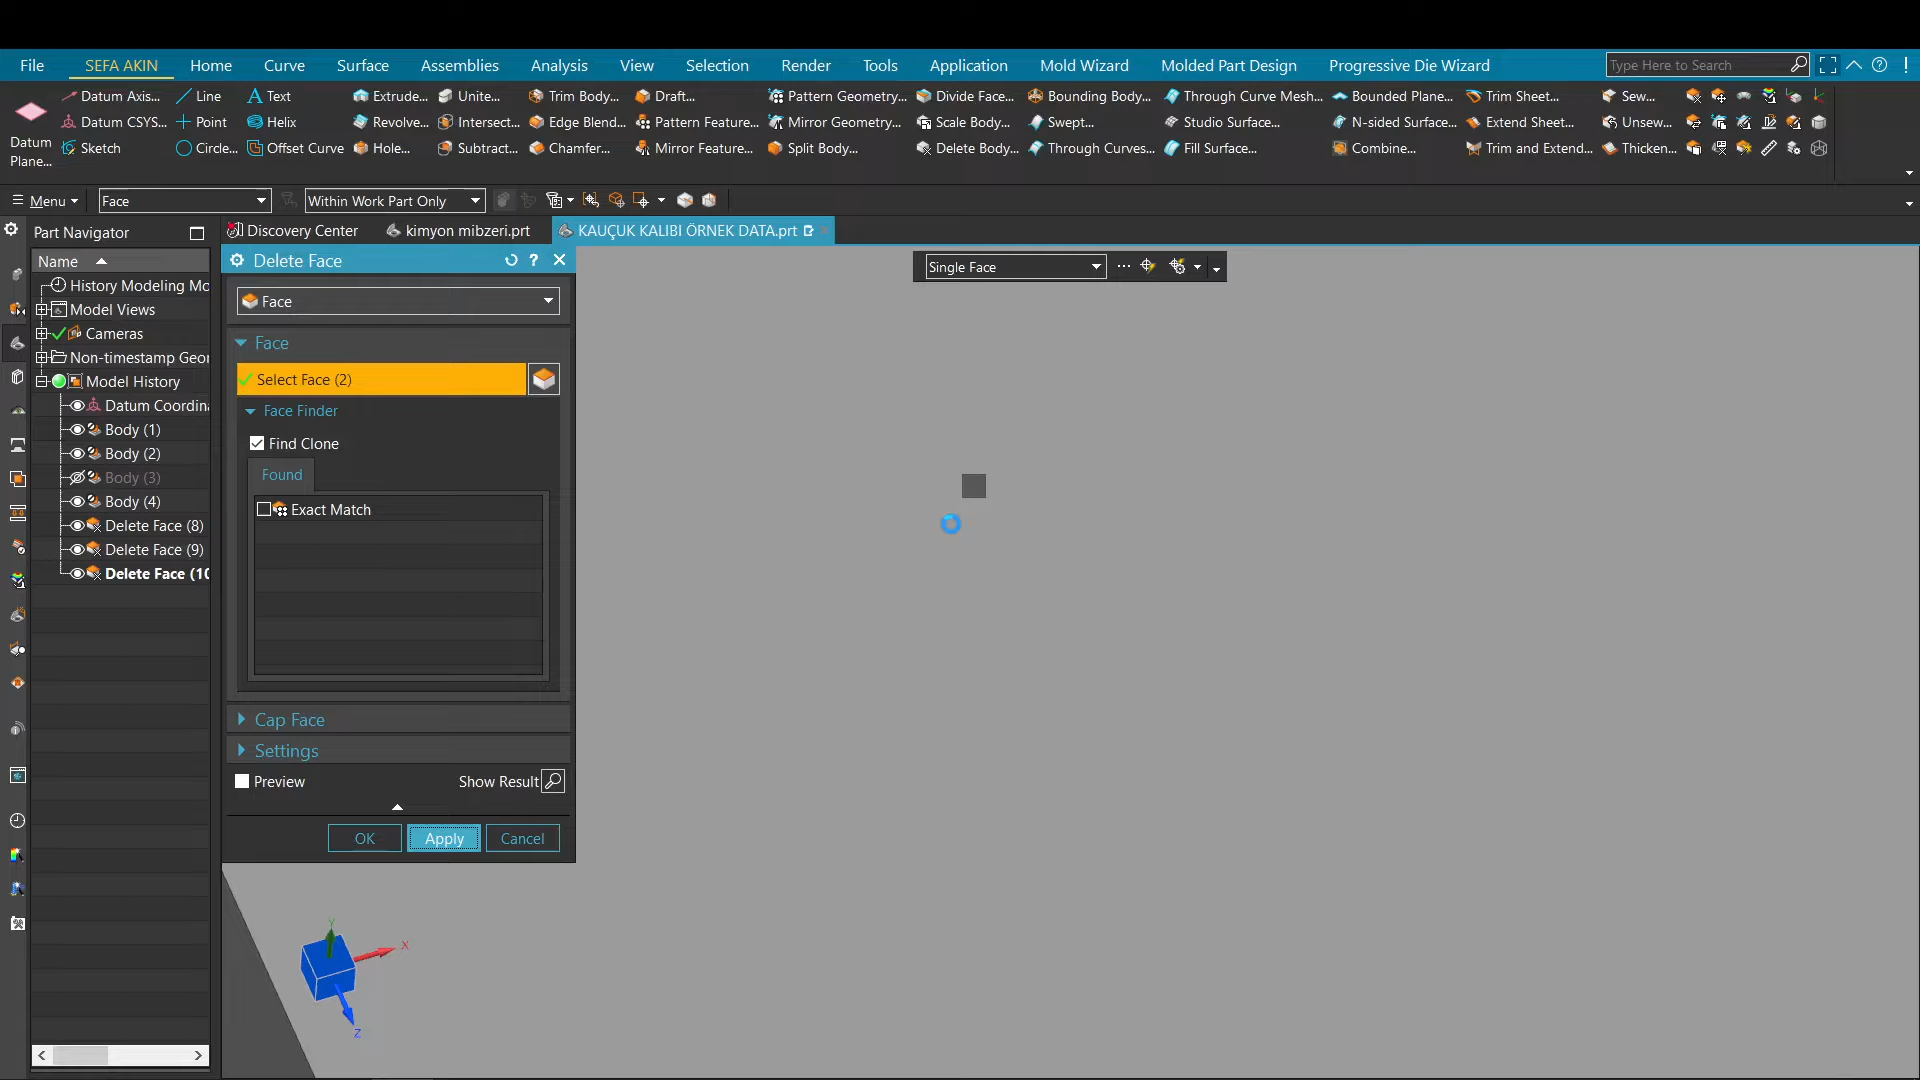 File SEFA AKIN Home Curve Surface Assemblies Analysis View Selection Render Tools Application Mold Wizard Molded Part Design Progressive Die Wizard Type Here to Search
Datum Axis... Line Text Extrude... Unite... Trim Body... Draft... Pattern Geometry... Divide Face... Bounding Body... Through Curve Mesh... Bounded Plane... Trim Sheet... Sew...
Datum CSYS... Point Helix Revolve... Intersect... Edge Blend... Pattern Feature... Mirror Geometry... Scale Body... Swept... Studio Surface... N-sided Surface... Extend Sheet... Unsew...
Datum Plane... Sketch Circle... Offset Curve Hole... Subtract... Chamfer... Mirror Feature... Split Body... Delete Body... Through Curves... Fill Surface... Combine... Trim and Extend... Thicken...
Menu Face Within Work Part Only
Part Navigator Discovery Center kimyon mibzeri.prt KAUÇUK KALIBI ÖRNEK DATA.prt
Name
History Modeling Mo
Model Views
Cameras
Non-timestamp Geor
Model History
Datum Coordina
Body (1)
Body (2)
Body (3)
Body (4)
Delete Face (8)
Delete Face (9)
Delete Face (10
Delete Face
Face
Face
Select Face (2)
Face Finder
Find Clone
Found
Exact Match
Cap Face
Settings
Preview Show Result
OK Apply Cancel
Single Face
Y
X
Z